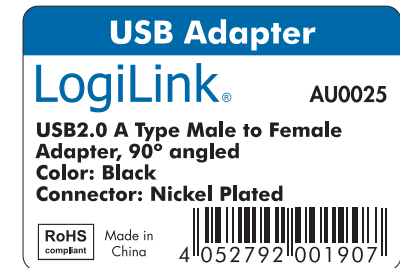 USB Adapter
LogiLink® AU0025
USB2.0 A Type Male to Female
Adapter, 90° angled
Color: Black
Connector: Nickel Plated
RoHS
compliant
Made in
China
4 052792 001907